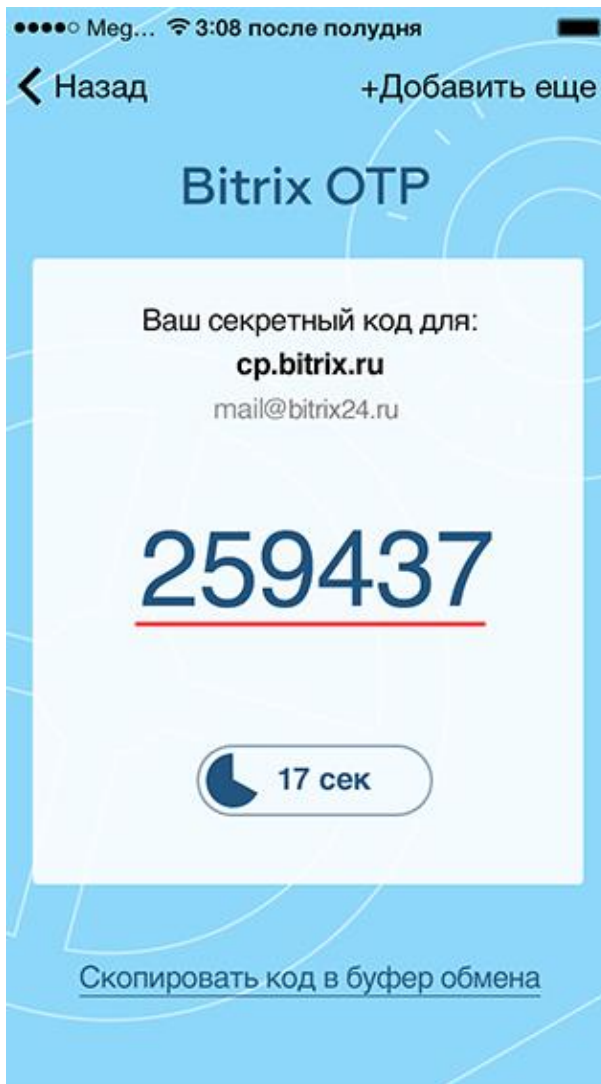 Meg... 3:08 после полудня
Назад +Добавить еще
Bitrix OTP
Ваш секретный код для:
cp.bitrix.ru
mail@bitrix24.ru
259437
17 сек
Скопировать код в буфер обмена